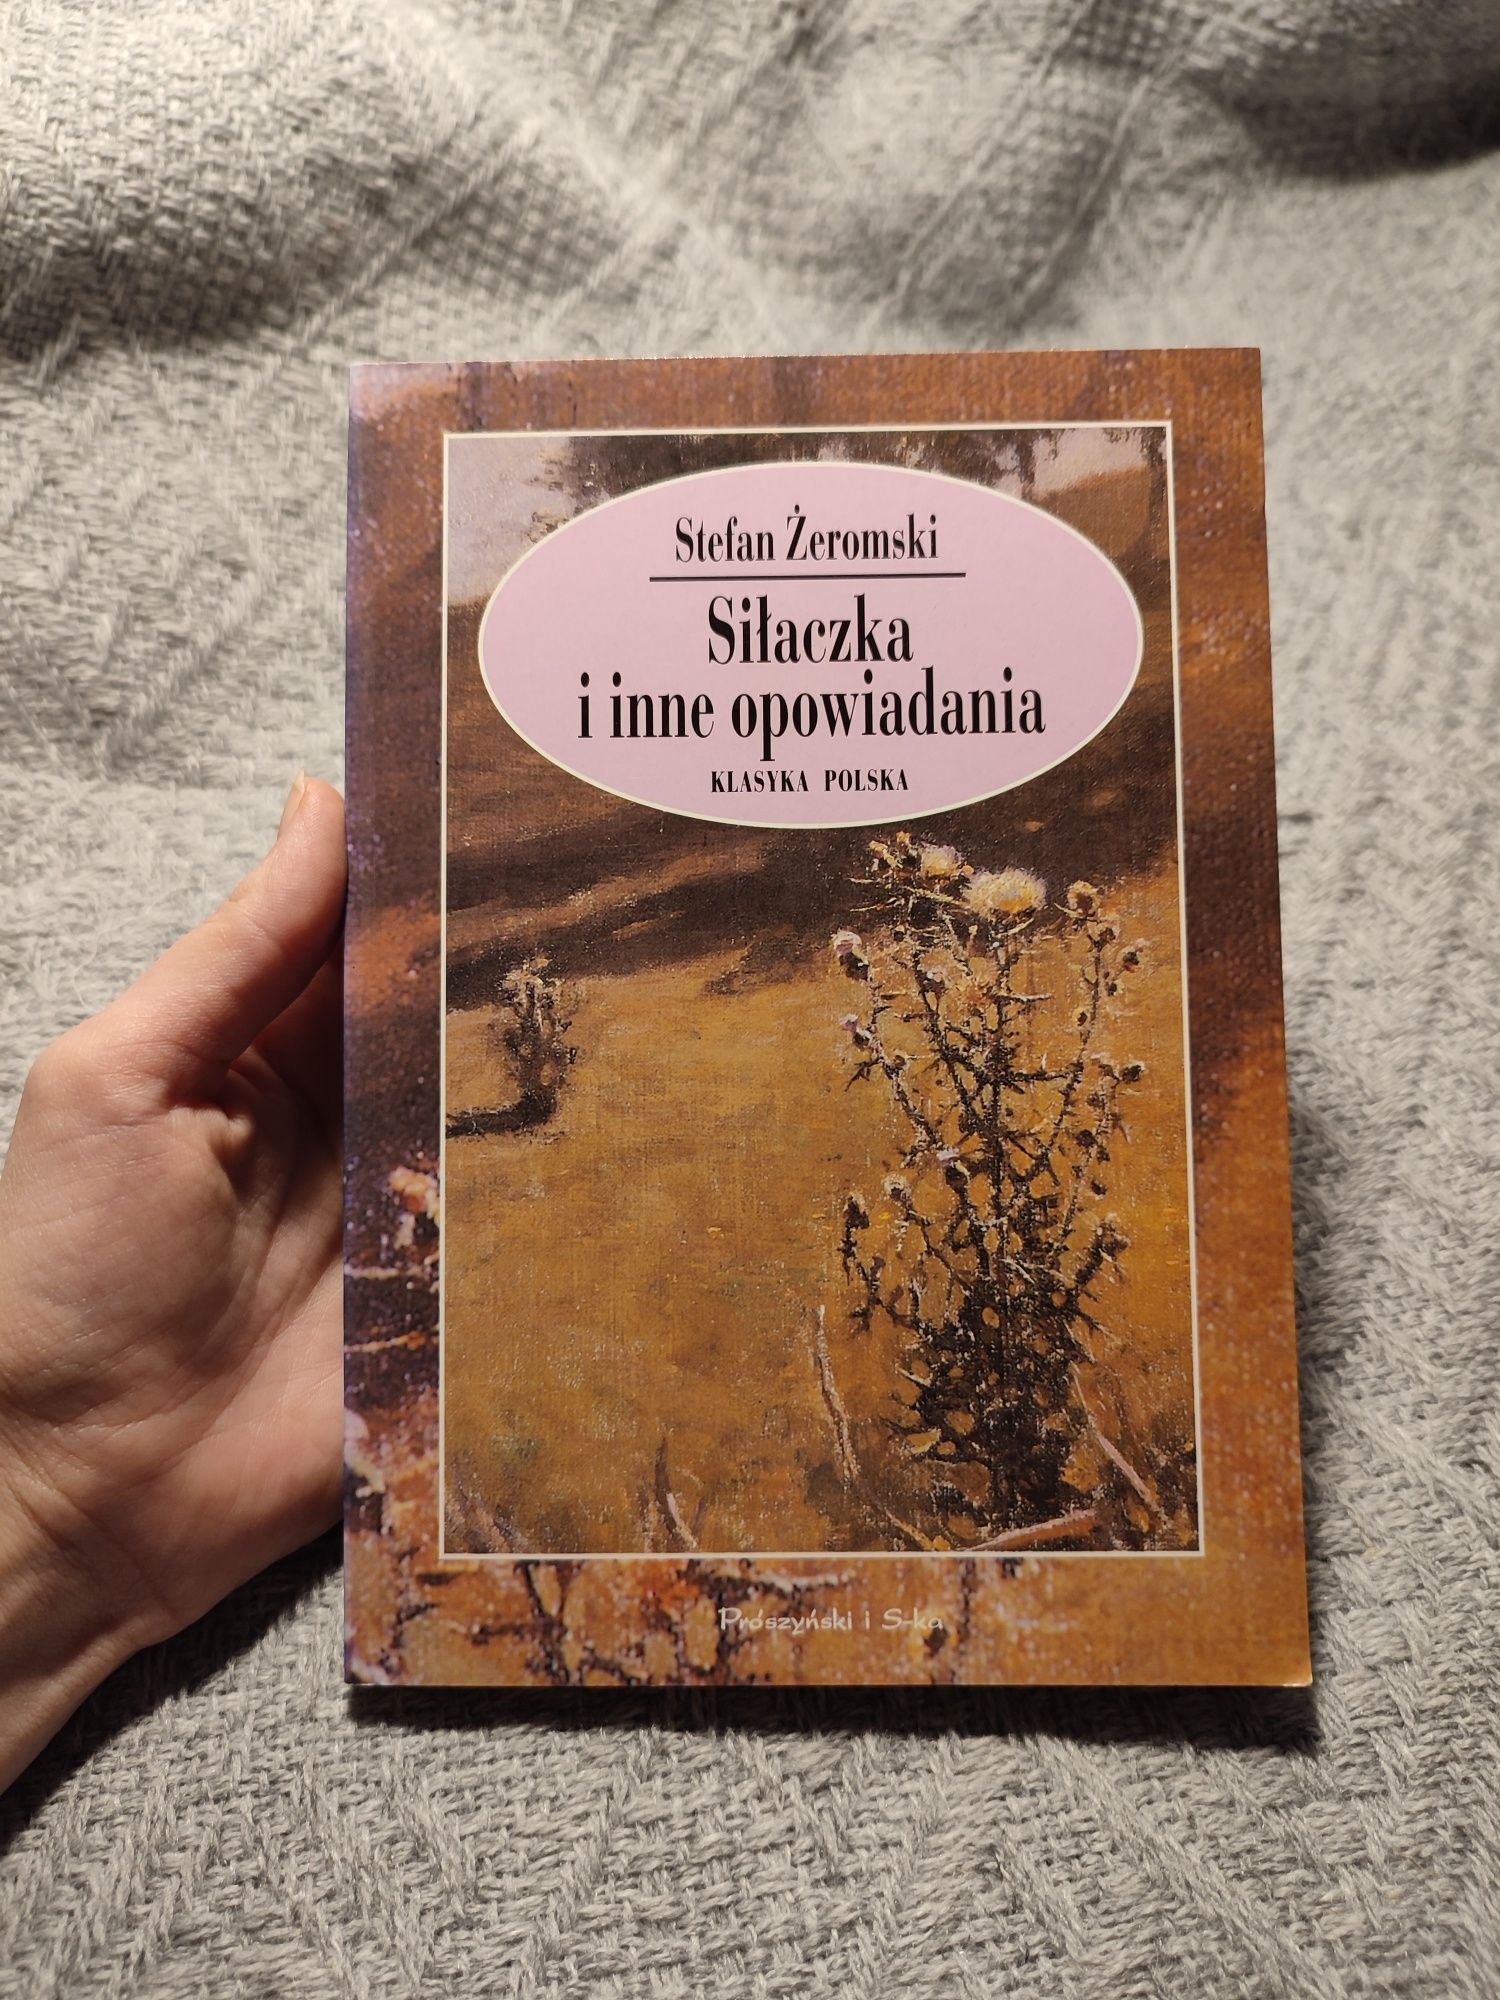 Stefan Żeromski
Siłaczka
i inne opowiadania
KLASYKA POLSKA
Prószyński i S-ka